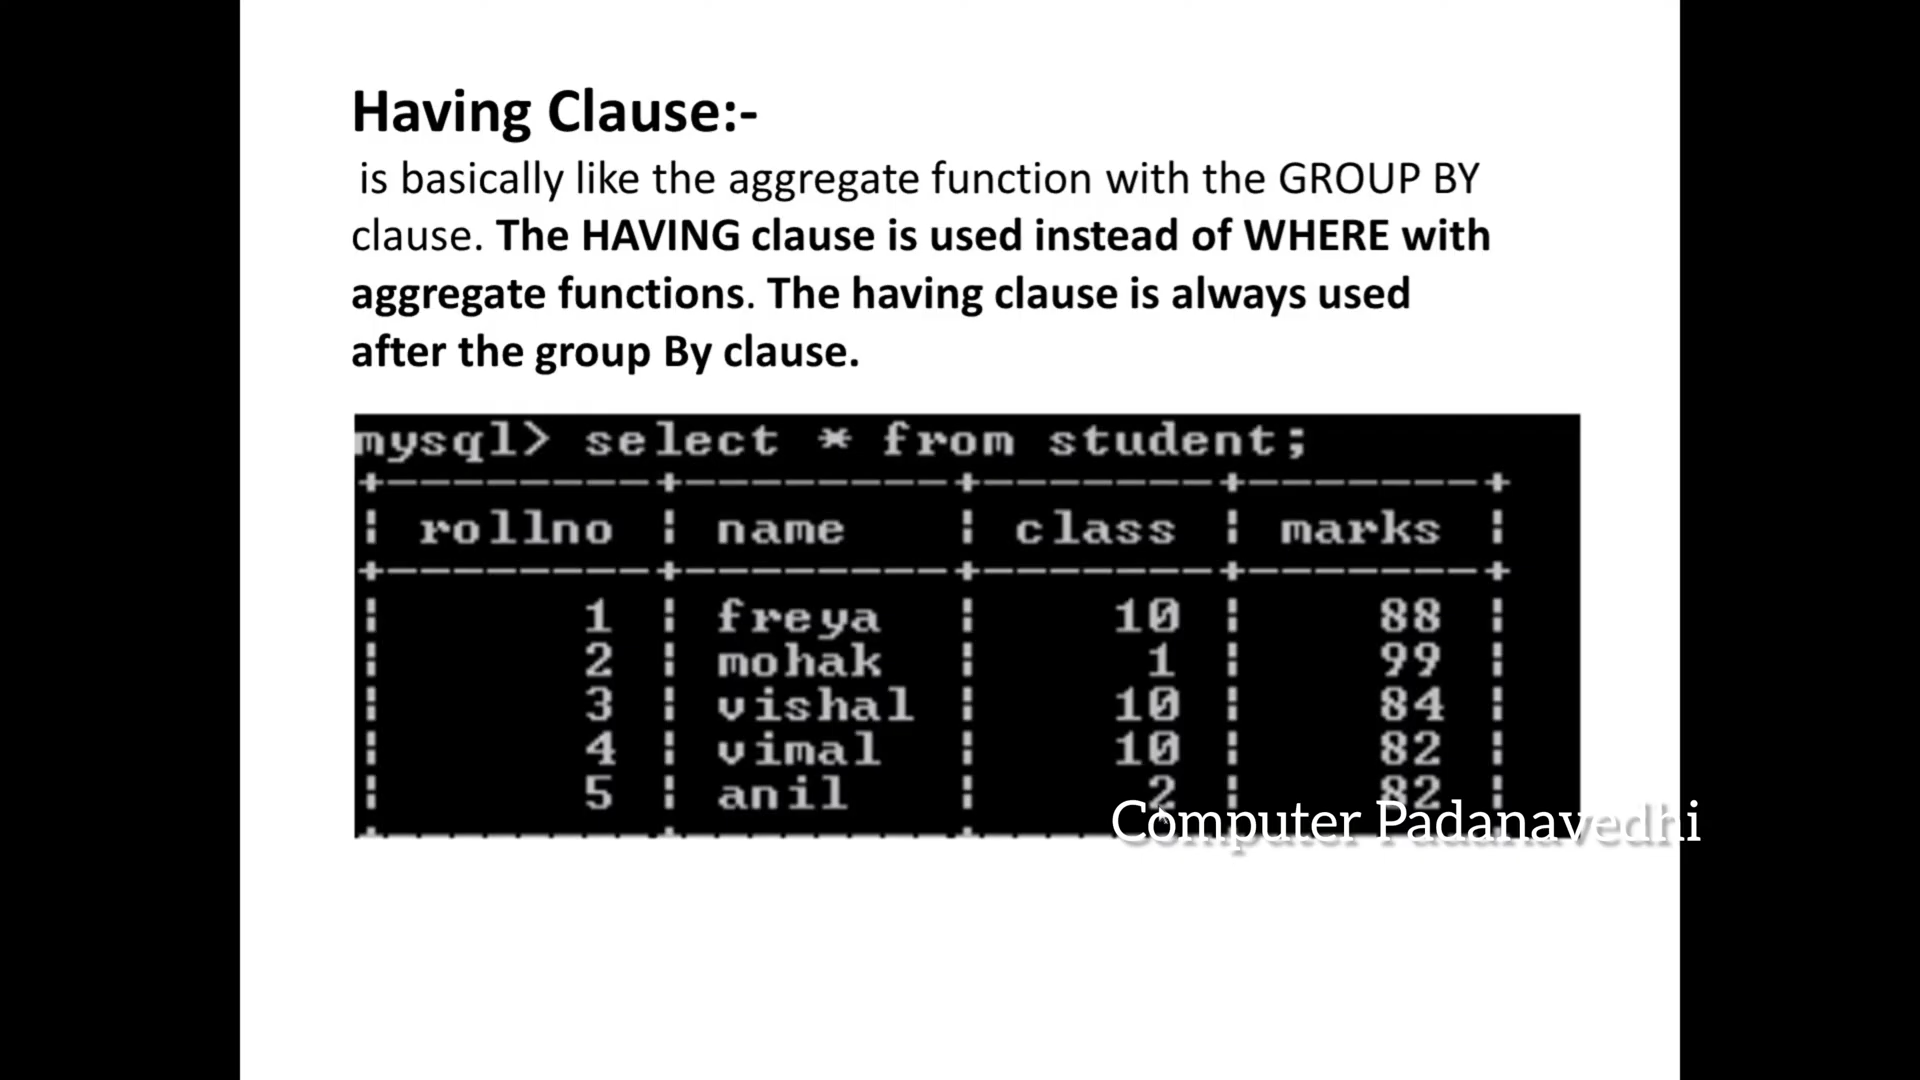 Having Clause:-
is basically like the aggregate function with the GROUP BY
clause. The HAVING clause is used instead of WHERE with
aggregate functions. The having clause is always used
after the group By clause.
mysql> select * from student;
+---------+---------+--------+--------+
| rollno | name | class | marks |
+---------+---------+--------+--------+
| 1 | freya | 10 | 88 |
| 2 | mohak | 1 | 99 |
| 3 | vishal | 10 | 84 |
| 4 | vimal | 10 | 82 |
| 5 | anil | 2 | 82 |
Computer Padanavedhi